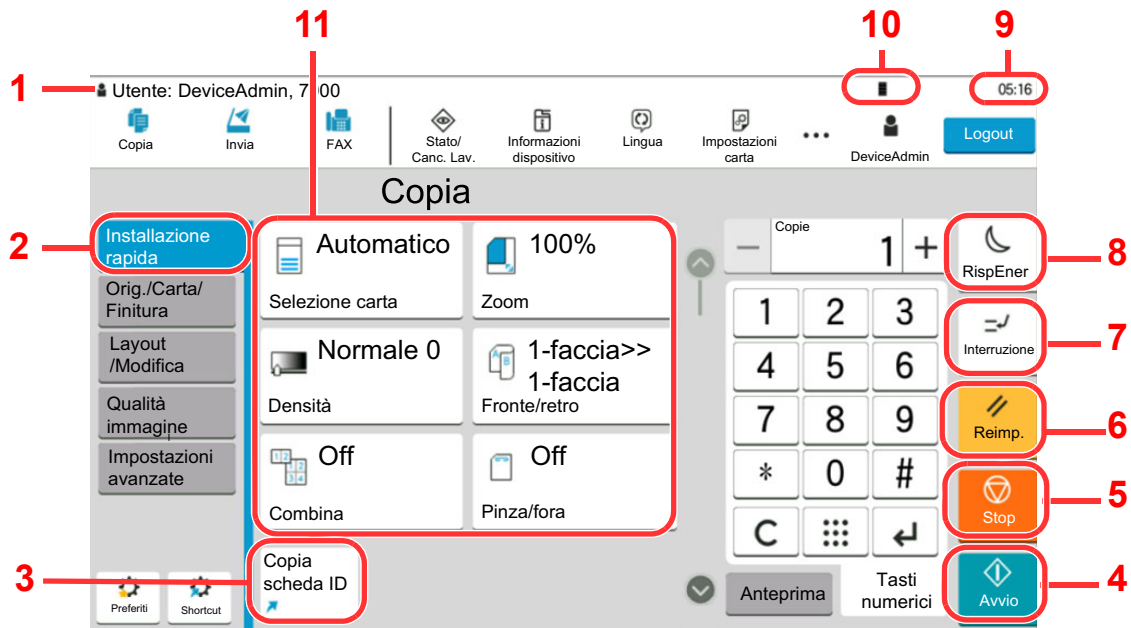 11
10
9
1
Utente: DeviceAdmin, 7000
05:16
Copia
Invia
FAX
Stato/
Canc. Lav.
Informazioni
dispositivo
Lingua
Impostazioni
carta
...
DeviceAdmin
Logout
Copia
2
Installazione
rapida
Orig./Carta/
Finitura
Layout
/Modifica
Qualità
immagine
Impostazioni
avanzate
Automatico
Selezione carta
100%
Zoom
Normale 0
Densità
1-faccia>>
1-faccia
Fronte/retro
Off
Combina
Off
Pinza/fora
3
Copia
scheda ID
Preferiti
Shortcut
Copie
− 1 +
1 2 3
4 5 6
7 8 9
* 0 #
C
Anteprima
Tasti
numerici
RispEner
8
Interruzione
7
Reimp.
6
Stop
5
Avvio
4